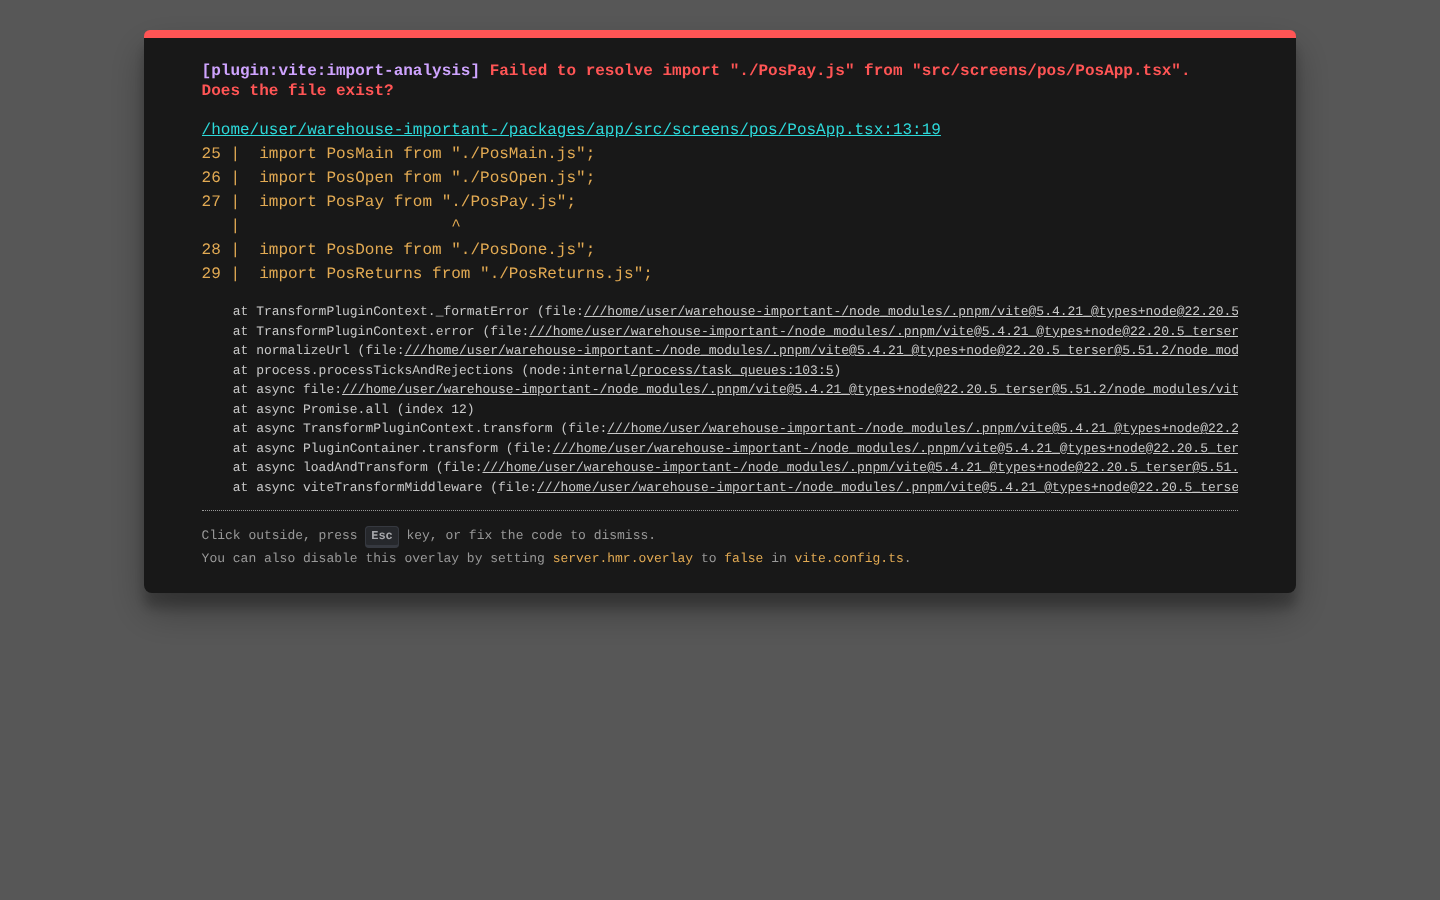 [plugin:vite:import-analysis] Failed to resolve import "./PosPay.js" from "src/screens/pos/PosApp.tsx".
Does the file exist?
/home/user/warehouse-important-/packages/app/src/screens/pos/PosApp.tsx:13:19
25 |  import PosMain from "./PosMain.js";
26 |  import PosOpen from "./PosOpen.js";
27 |  import PosPay from "./PosPay.js";
   |                      ^
28 |  import PosDone from "./PosDone.js";
29 |  import PosReturns from "./PosReturns.js";
at TransformPluginContext._formatError (file:///home/user/warehouse-important-/node_modules/.pnpm/vite@5.4.21_@types+node@22.20.5
at TransformPluginContext.error (file:///home/user/warehouse-important-/node_modules/.pnpm/vite@5.4.21_@types+node@22.20.5_terser
at normalizeUrl (file:///home/user/warehouse-important-/node_modules/.pnpm/vite@5.4.21_@types+node@22.20.5_terser@5.51.2/node_mod
at process.processTicksAndRejections (node:internal/process/task_queues:103:5)
at async file:///home/user/warehouse-important-/node_modules/.pnpm/vite@5.4.21_@types+node@22.20.5_terser@5.51.2/node_modules/vit
at async Promise.all (index 12)
at async TransformPluginContext.transform (file:///home/user/warehouse-important-/node_modules/.pnpm/vite@5.4.21_@types+node@22.2
at async PluginContainer.transform (file:///home/user/warehouse-important-/node_modules/.pnpm/vite@5.4.21_@types+node@22.20.5_ter
at async loadAndTransform (file:///home/user/warehouse-important-/node_modules/.pnpm/vite@5.4.21_@types+node@22.20.5_terser@5.51.
at async viteTransformMiddleware (file:///home/user/warehouse-important-/node_modules/.pnpm/vite@5.4.21_@types+node@22.20.5_terse
Click outside, press Esc key, or fix the code to dismiss.
You can also disable this overlay by setting server.hmr.overlay to false in vite.config.ts.